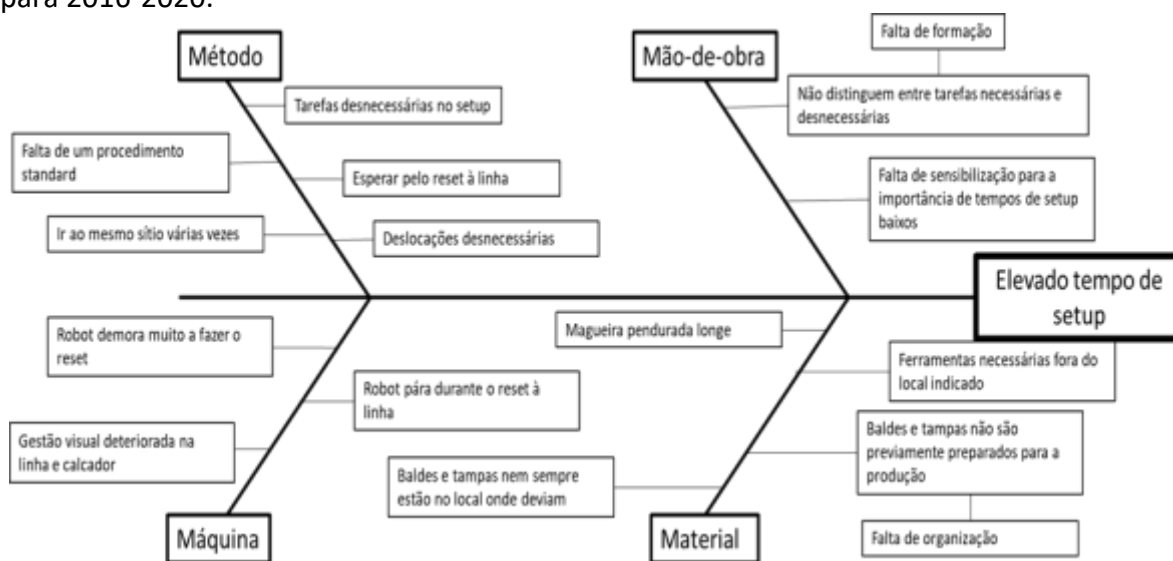 para 2016-2020.
Falta de formação
Método
Mão-de-obra
Tarefas desnecessárias no setup
Não distinguem entre tarefas necessárias e
desnecessárias
Falta de um procedimento
standard
Esperar pelo reset à linha
Falta de sensibilização para a
importância de tempos de setup
baixos
Ir ao mesmo sítio várias vezes
Deslocações desnecessárias
Elevado tempo de
setup
Robot demora muito a fazer o
reset
Magueira pendurada longe
Ferramentas necessárias fora do
local indicado
Robot pára durante o reset à
linha
Gestão visual deteriorada na
linha e calcador
Baldes e tampas não são
previamente preparados para a
produção
Baldes e tampas nem sempre
estão no local onde deviam
Máquina
Material
Falta de organização